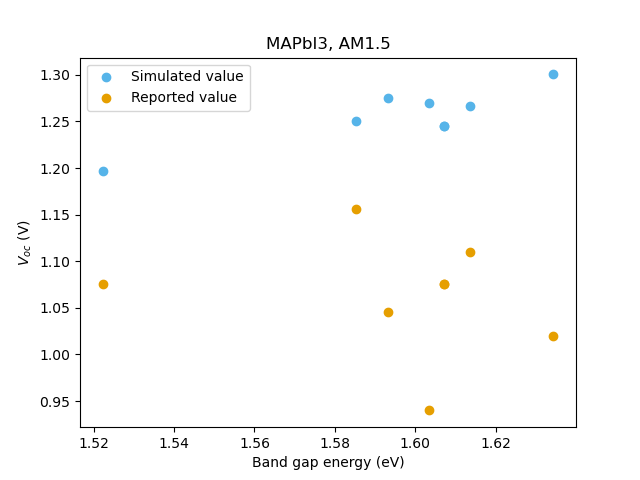 MAPbI3, AM1.5
Simulated value
Reported value
1.30
1.25
1.20
1.15
1.10
1.05
1.00
0.95
V_oc (V)
1.52 1.54 1.56 1.58 1.60 1.62
Band gap energy (eV)